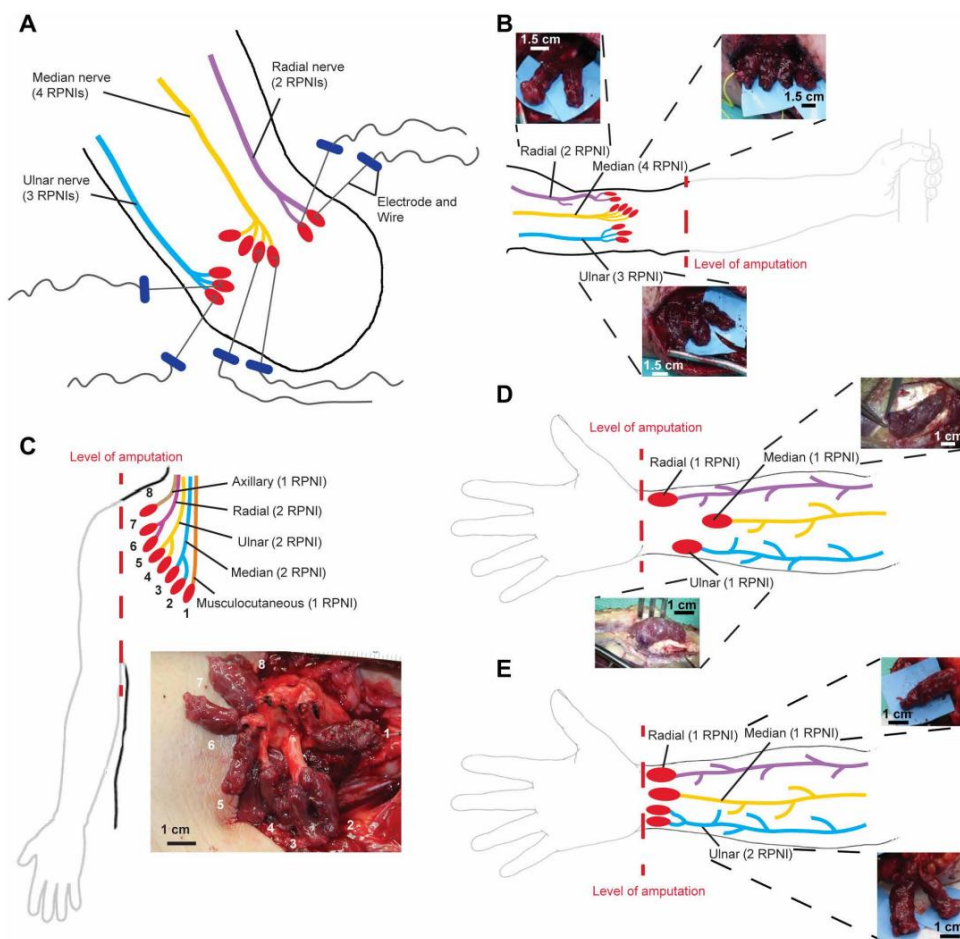 A
Median nerve
(4 RPNIs)
Radial nerve
(2 RPNIs)
Ulnar nerve
(3 RPNIs)
Electrode and
Wire
B
1.5 cm
1.5 cm
Radial (2 RPNI)
Median (4 RPNI)
Ulnar (3 RPNI)
Level of amputation
1.5 cm
C
Level of amputation
8
7
6
5
4
3
2
1
Axillary (1 RPNI)
Radial (2 RPNI)
Ulnar (2 RPNI)
Median (2 RPNI)
Musculocutaneous (1 RPNI)
8
7
1
6
5
4
3
2
1 cm
D
Level of amputation
1 cm
Radial (1 RPNI)
Median (1 RPNI)
Ulnar (1 RPNI)
1 cm
E
1 cm
Radial (1 RPNI)
Median (1 RPNI)
Ulnar (2 RPNI)
Level of amputation
1 cm